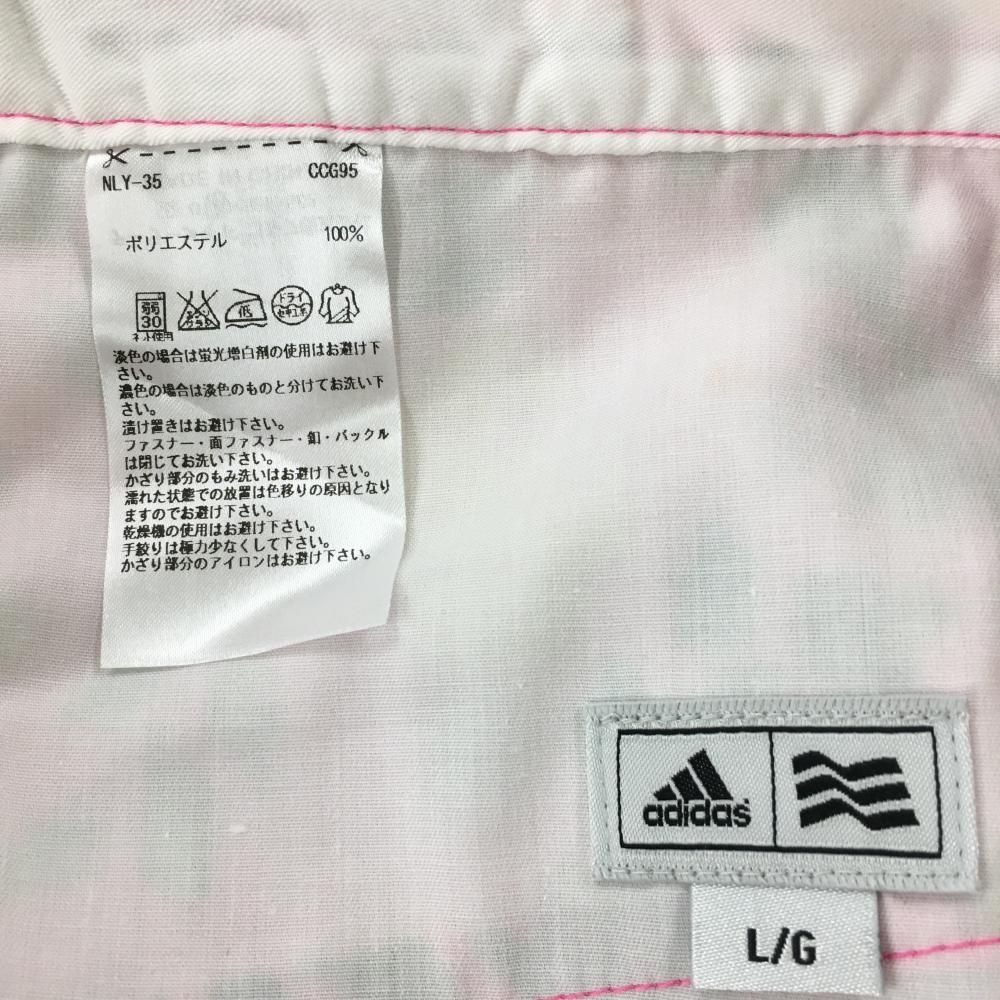 NLY-35 CCG95
ポリエステル 100%
弱
30
ネット使用
エンソ
サラシ
低
ドライ
セキユ系
淡色の場合は蛍光増白剤の使用はお避け下
さい。
濃色の場合は淡色のものと分けてお洗い下
さい。
漬け置きはお避け下さい。
ファスナー・面ファスナー・釦・バックル
は閉じてお洗い下さい。
かざり部分のもみ洗いはお避け下さい。
濡れた状態での放置は色移りの原因となり
ますのでお避け下さい。
乾燥機の使用はお避け下さい。
手絞りは極力少なくして下さい。
かざり部分のアイロンはお避け下さい。
adidas
L/G